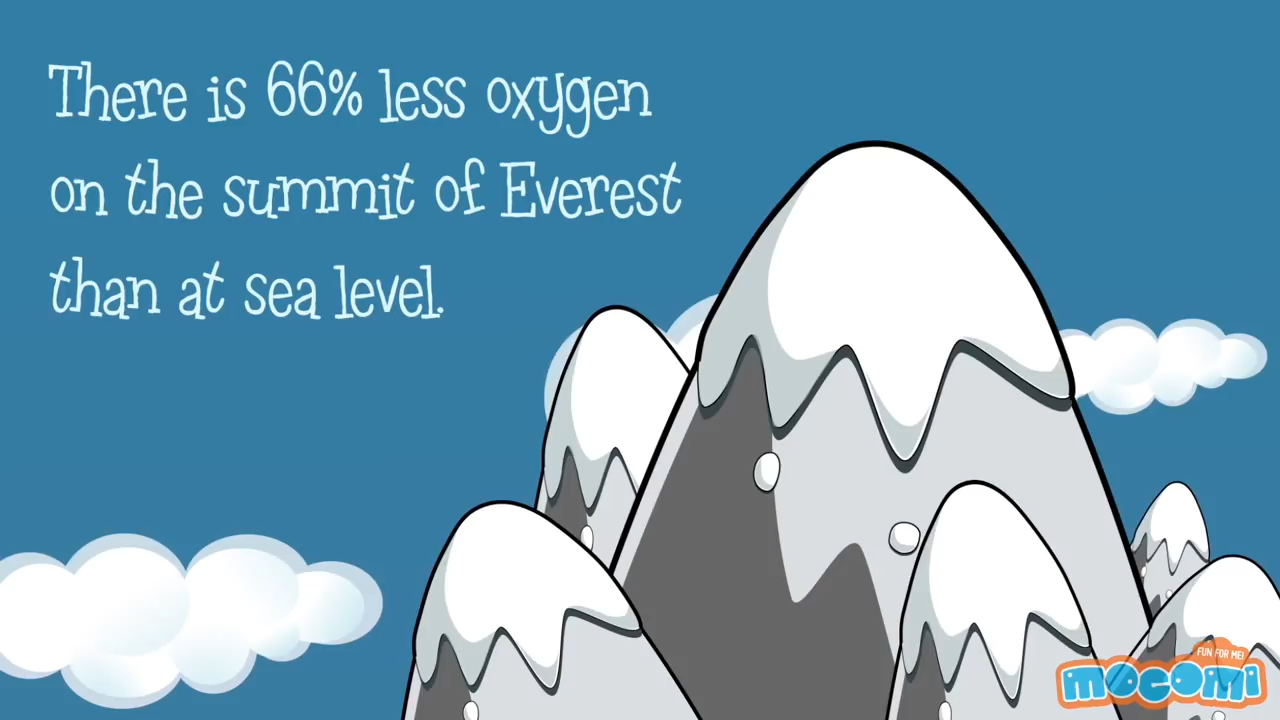 There is 66% less oxygen
on the summit of Everest
than at sea level.
FUN FOR ME!
mocomi